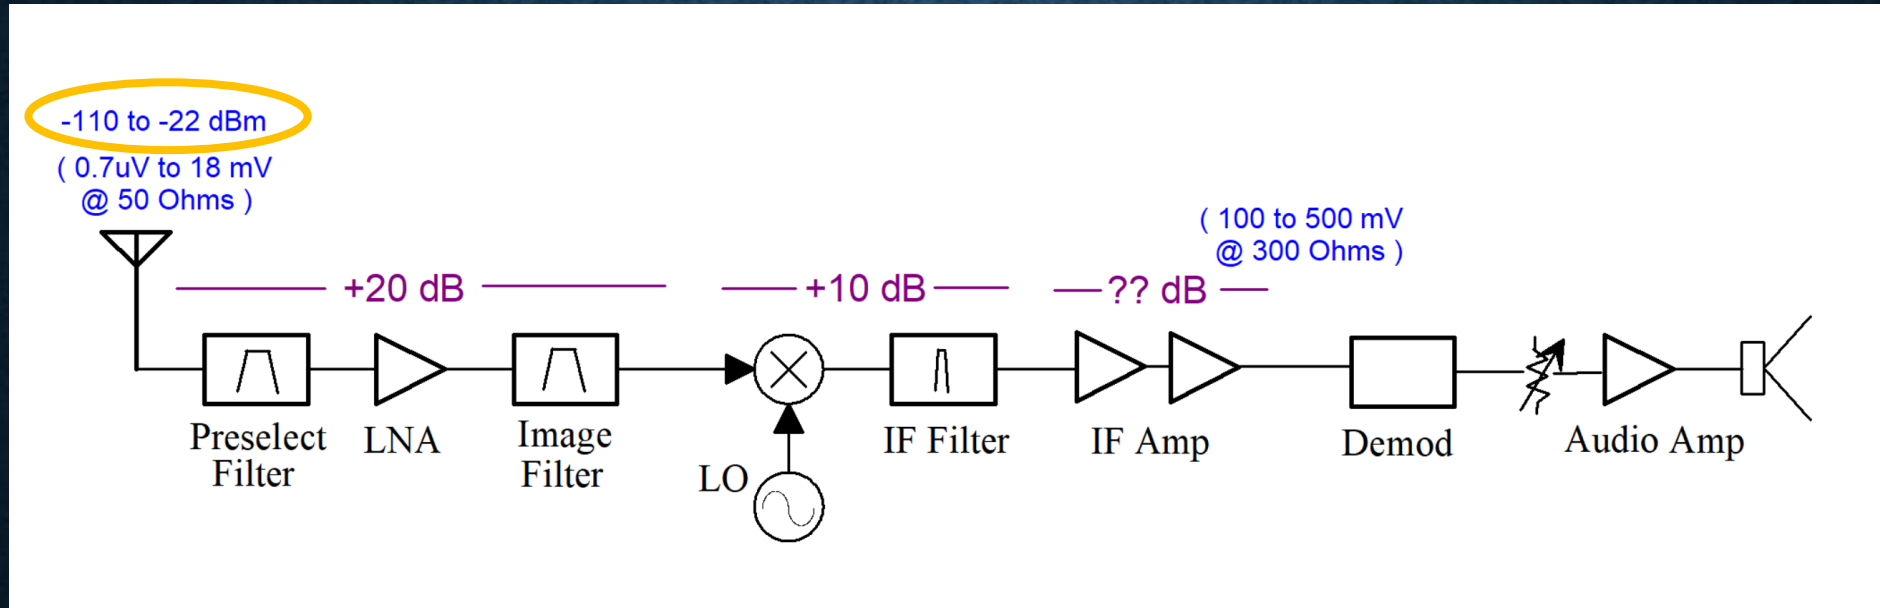 -110 to -22 dBm
( 0.7uV to 18 mV
@ 50 Ohms )
( 100 to 500 mV
@ 300 Ohms )
+20 dB
+10 dB
?? dB
Preselect
Filter
LNA
Image
Filter
LO
IF Filter
IF Amp
Demod
Audio Amp